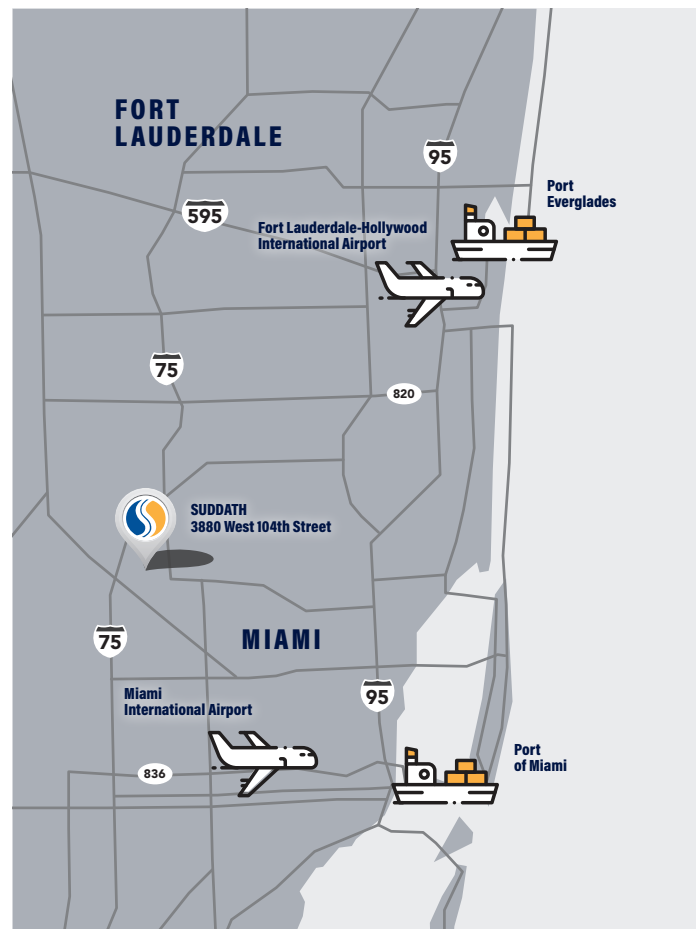 FORT
LAUDERDALE
95
Port
Everglades
595
Fort Lauderdale-Hollywood
International Airport
75
820
SUDDATH
3880 West 104th Street
75
MIAMI
95
Miami
International Airport
836
Port
of Miami